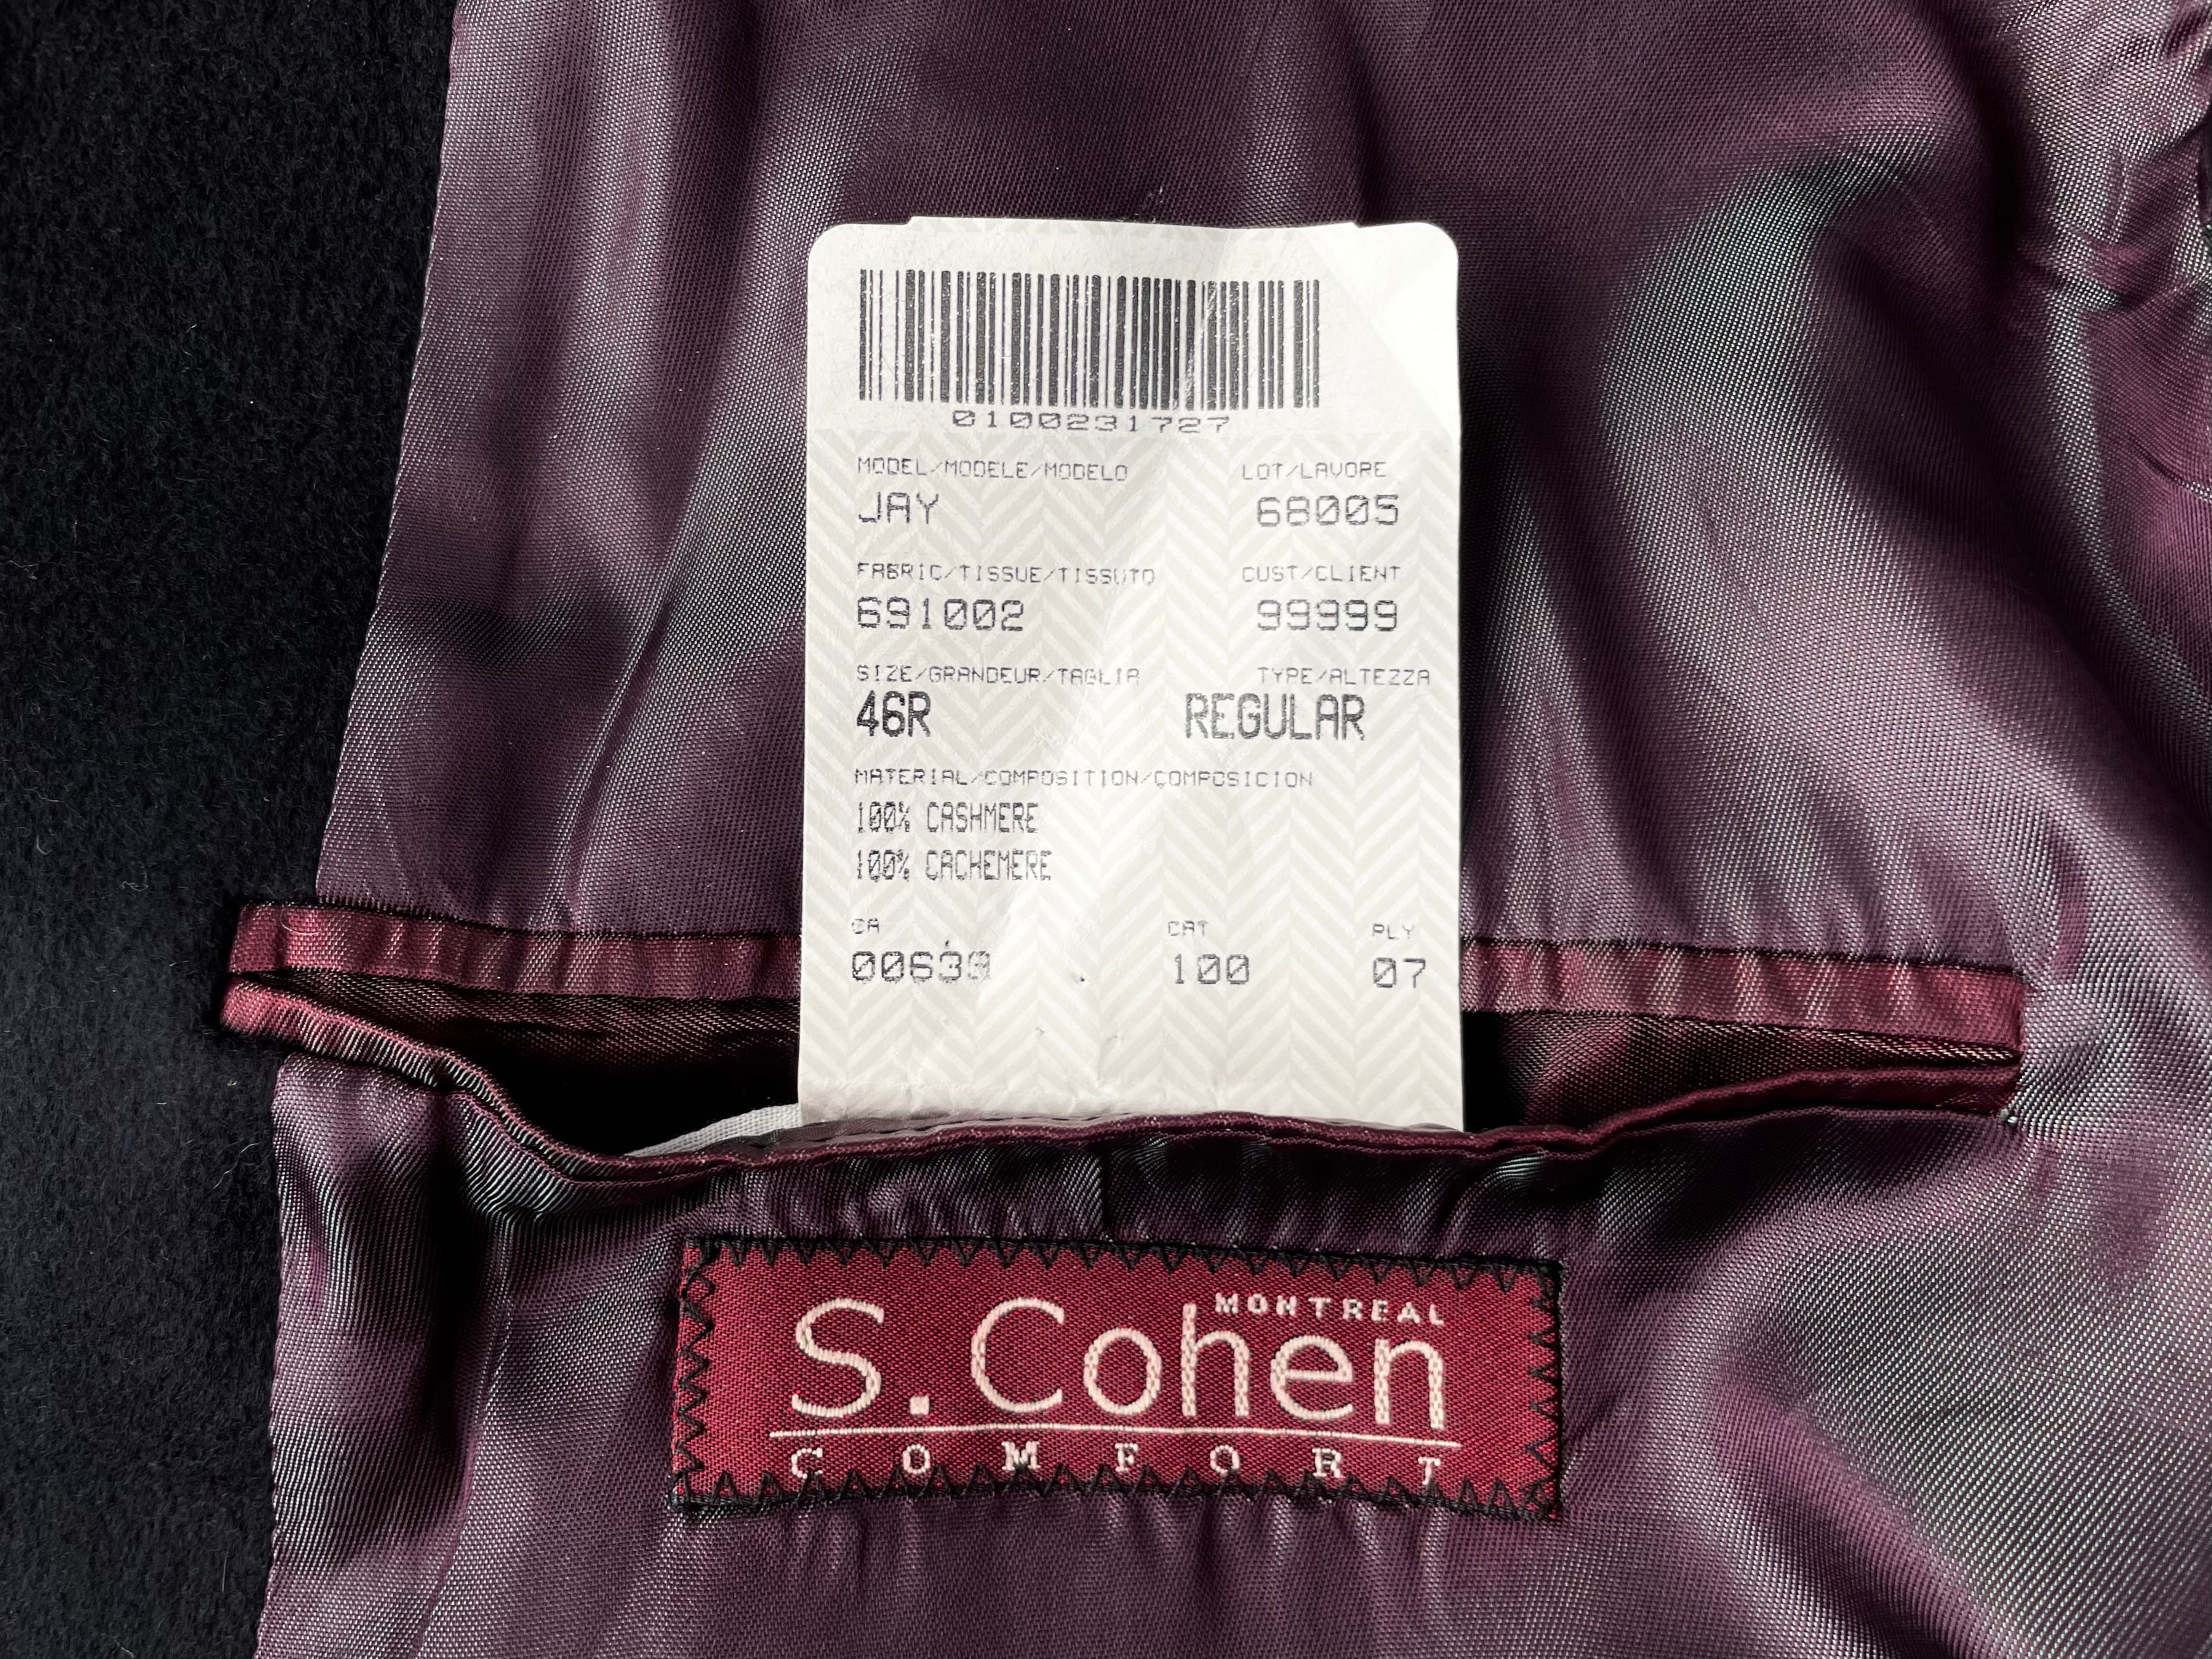 0100231727
MODEL/MODELE/MODELO LOT/LAVORE
JAY 68005
FABRIC/TISSUE/TISSUTO CUST/CLIENT
691002 99999
SIZE/GRANDEUR/TAGLIA TYPE/ALTEZZA
46R REGULAR
MATERIAL/COMPOSITION/COMPOSICION
100% CASHMERE
100% CACHEMERE
CA CAT PLY
00639 100 07
MONTREAL
S. Cohen
COMFORT